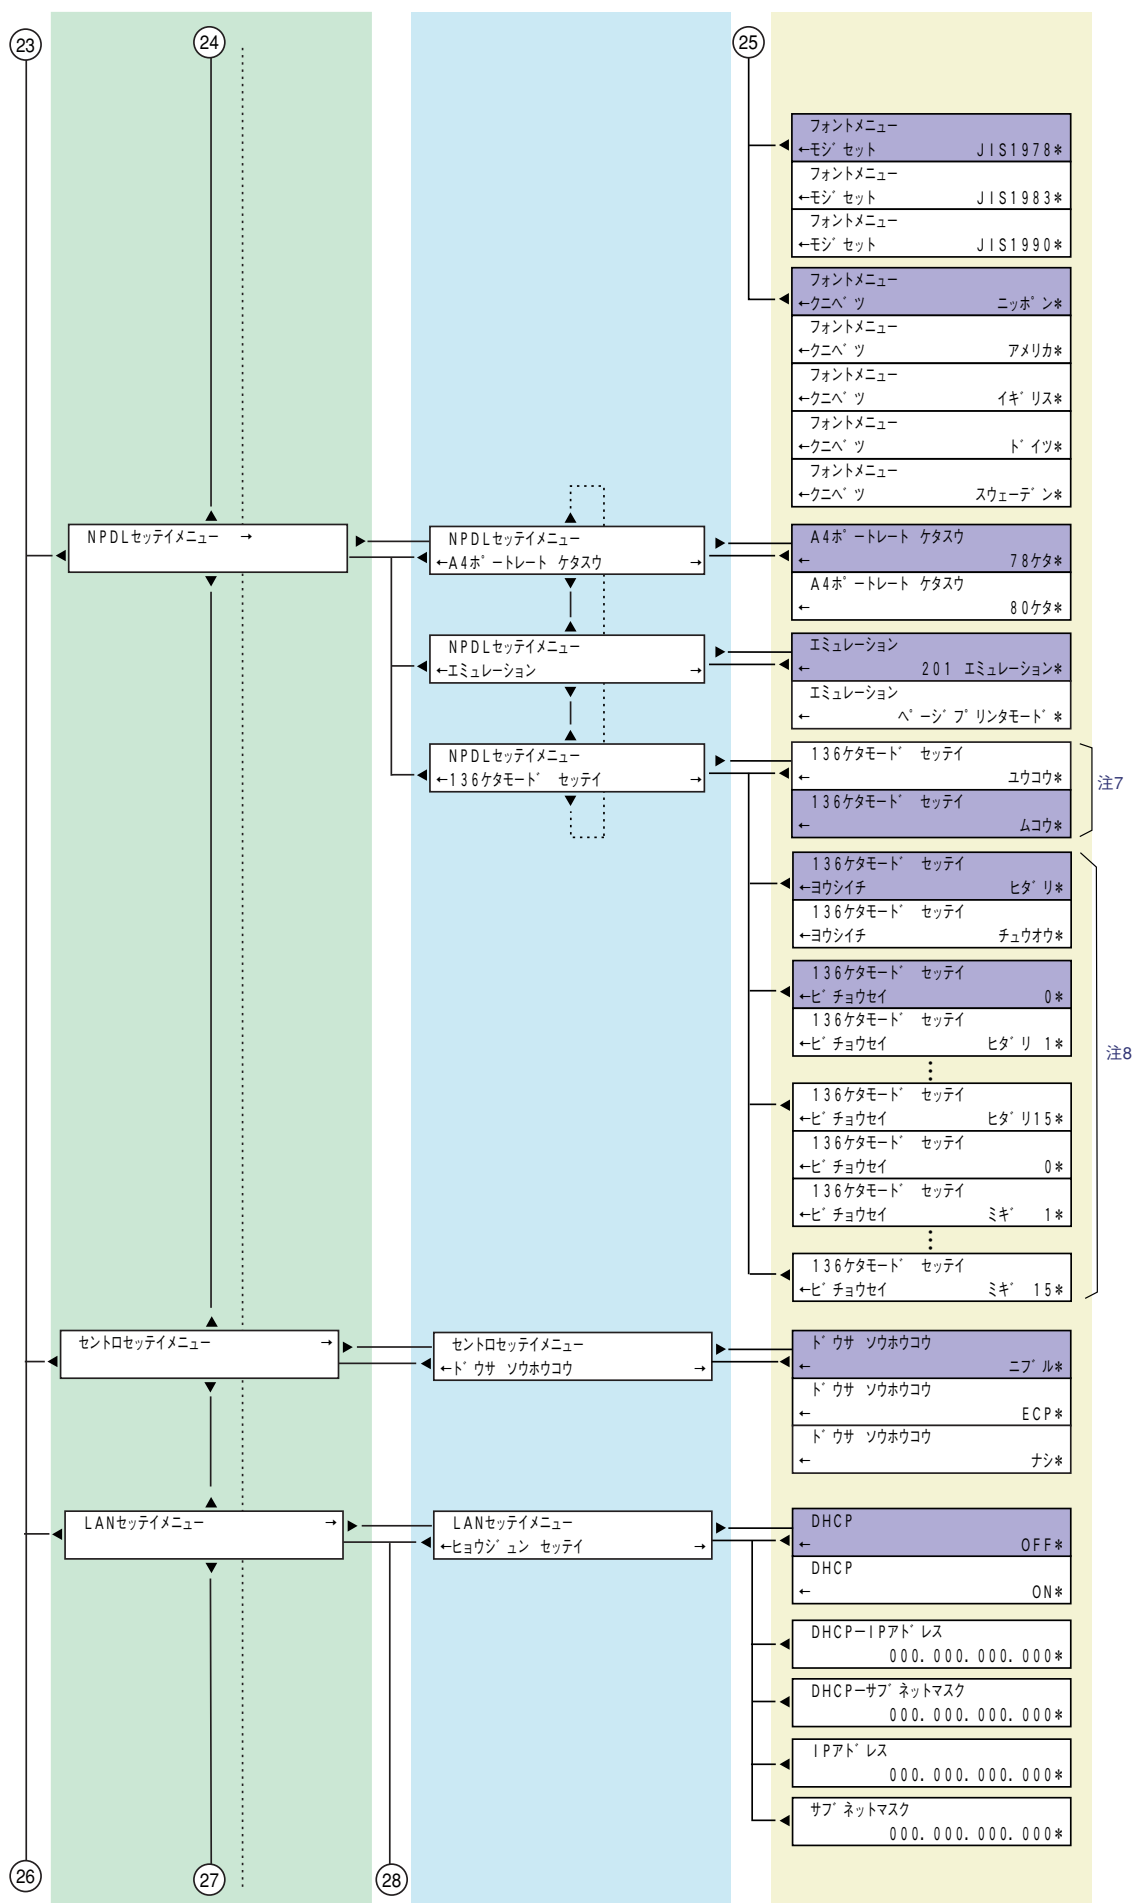 23
24
25
フォントメニュー
←モジセット JIS1978*
フォントメニュー
←モジセット JIS1983*
フォントメニュー
←モジセット JIS1990*
フォントメニュー
←クニベツ ニッポン*
フォントメニュー
←クニベツ アメリカ*
フォントメニュー
←クニベツ イギリス*
フォントメニュー
←クニベツ ドイツ*
フォントメニュー
←クニベツ スウェーデン*
NPDLセッテイメニュー →
NPDLセッテイメニュー
←A4ポートレート ケタスウ →
A4ポートレート ケタスウ
← 78ケタ*
A4ポートレート ケタスウ
← 80ケタ*
NPDLセッテイメニュー
←エミュレーション →
エミュレーション
← 201 エミュレーション*
エミュレーション
← ページプリンタモード*
NPDLセッテイメニュー
←136ケタモード セッテイ →
136ケタモード セッテイ
← ユウコウ*
136ケタモード セッテイ
← ムコウ*
注7
136ケタモード セッテイ
←ヨウシイチ ヒダリ*
136ケタモード セッテイ
←ヨウシイチ チュウオウ*
136ケタモード セッテイ
←ビチョウセイ 0*
136ケタモード セッテイ
←ビチョウセイ ヒダリ 1*
136ケタモード セッテイ
←ビチョウセイ ヒダリ15*
136ケタモード セッテイ
←ビチョウセイ 0*
136ケタモード セッテイ
←ビチョウセイ ミギ 1*
136ケタモード セッテイ
←ビチョウセイ ミギ 15*
注8
セントロセッテイメニュー →
セントロセッテイメニュー
←ドウサ ソウホウコウ →
ドウサ ソウホウコウ
← ニブル*
ドウサ ソウホウコウ
← ECP*
ドウサ ソウホウコウ
← ナシ*
LANセッテイメニュー →
LANセッテイメニュー
←ヒョウジュン セッテイ →
DHCP
← OFF*
DHCP
← ON*
DHCP-IPアドレス
000.000.000.000*
DHCP-サブネットマスク
000.000.000.000*
IPアドレス
000.000.000.000*
サブネットマスク
000.000.000.000*
26
27
28